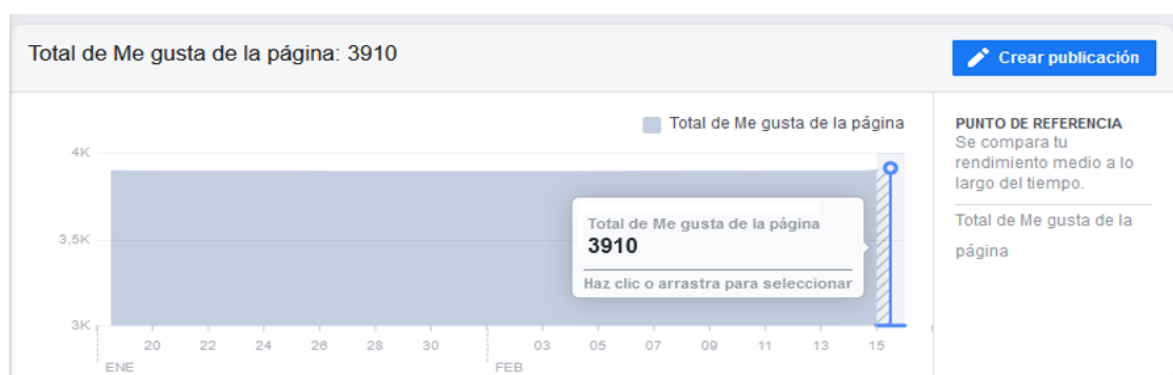 Total de Me gusta de la página: 3910
Crear publicación
Total de Me gusta de la página
PUNTO DE REFERENCIA
Se compara tu
rendimiento medio a lo
largo del tiempo.
Total de Me gusta de la
página
4K
3,5K
3K
Total de Me gusta de la página
3910
Haz clic o arrastra para seleccionar
20 22 24 26 28 30 03 05 07 09 11 13 15
ENE FEB